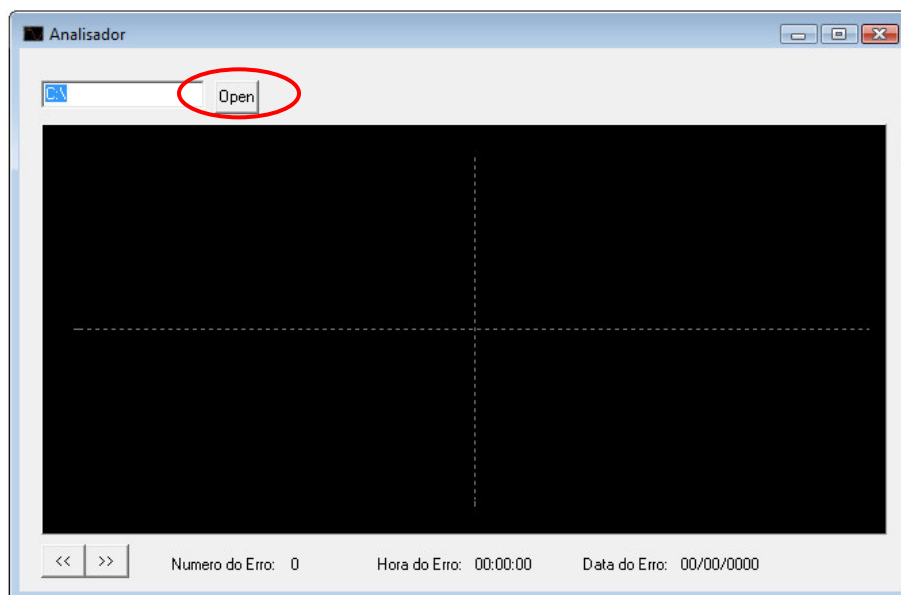 Analisador
C:\ Open
<< >> Numero do Erro: 0 Hora do Erro: 00:00:00 Data do Erro: 00/00/0000